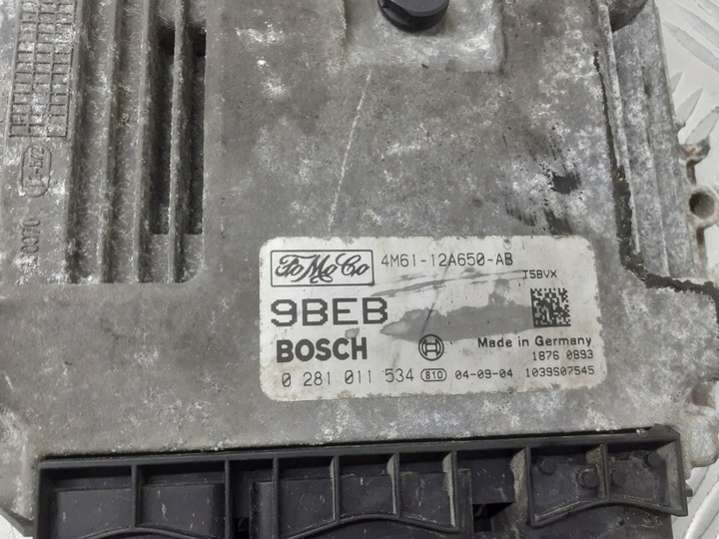 FoMoCo 4M61-12A650-AB
T5BVX
9BEB
BOSCH Made in Germany
1876 0893
0 281 011 534 810 04-09-04 1039S07545